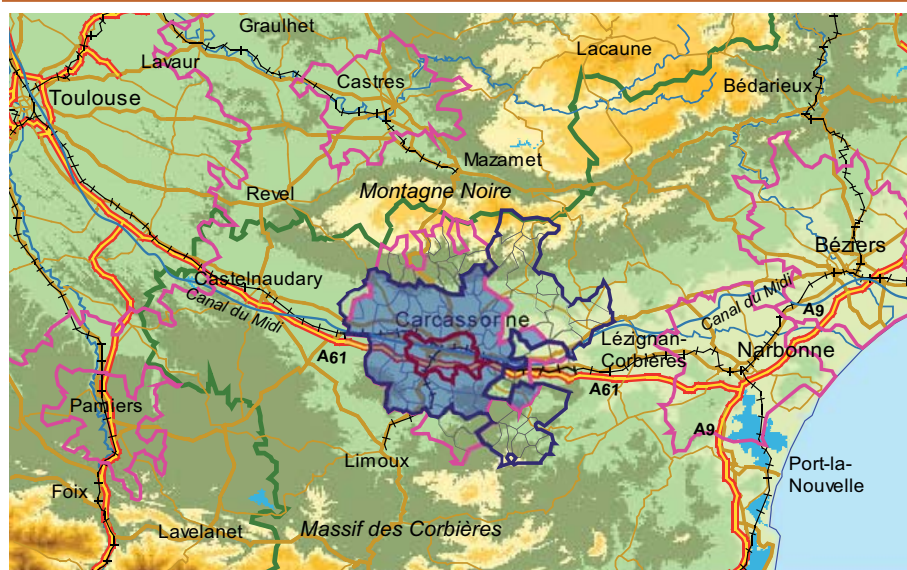 Graulhet
Lacaune
Lavaur
Castres
Bédarieux
Toulouse
Mazamet
Revel
Montagne Noire
Béziers
Castelnaudary
Canal du Midi
Canal du Midi
A9
Carcassonne
Lézignan-
Corbières
Narbonne
A61
A61
Pamiers
A9
Limoux
Port-la-
Nouvelle
Foix
Lavelanet
Massif des Corbières